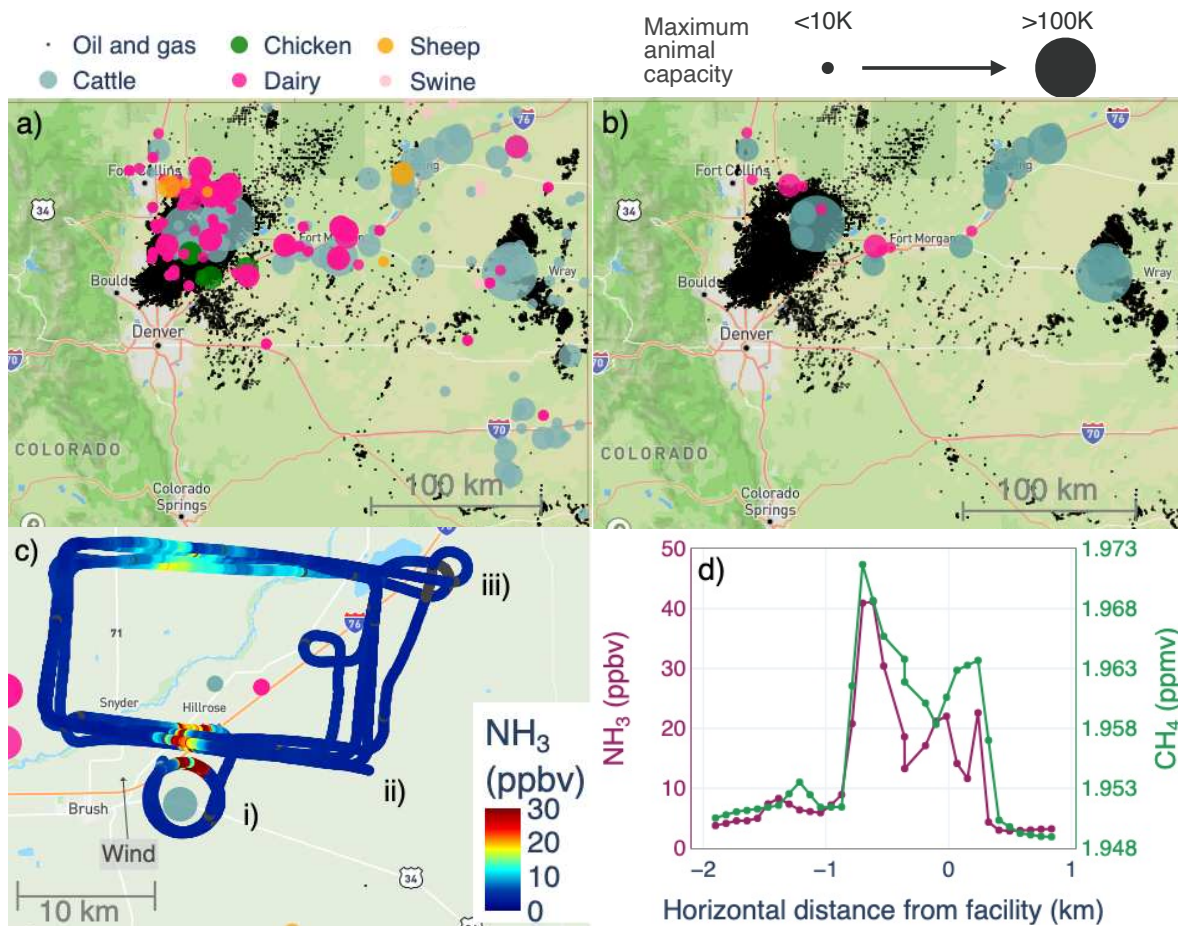 Oil and gas
Chicken
Sheep
Cattle
Dairy
Swine
Maximum
animal
capacity
<10K
>100K
a)
76
Fort Collins
34
Fort Morgan
Wray
Denver
70
COLORADO
70
Colorado
Springs
100 km
b)
76
Fort Collins
34
Fort Morgan
Wray
Boulder
Denver
70
COLORADO
70
Colorado
Springs
100 km
c)
iii)
76
71
Snyder
Hillrose
ii)
Brush
i)
Wind
34
10 km
NH₃
(ppbv)
30
20
10
0
d)
50
40
30
20
10
0
NH₃ (ppbv)
1.973
1.968
1.963
1.958
1.953
1.948
CH₄ (ppmv)
−2
−1
0
1
Horizontal distance from facility (km)